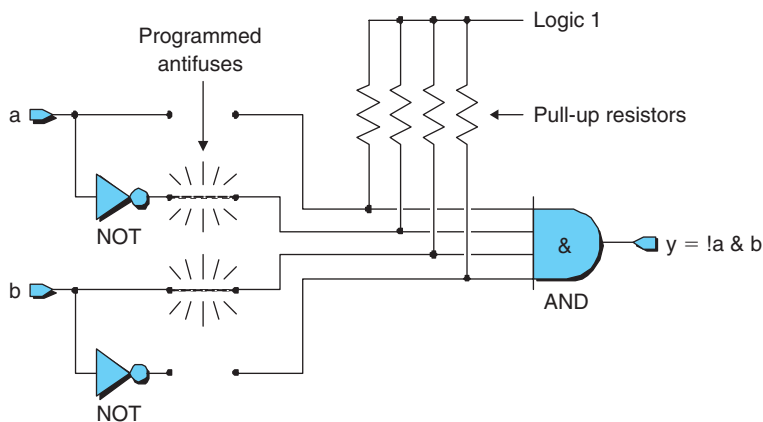 Logic 1
Programmed
antifuses
a
Pull-up resistors
NOT
&
y = !a & b
b
AND
NOT